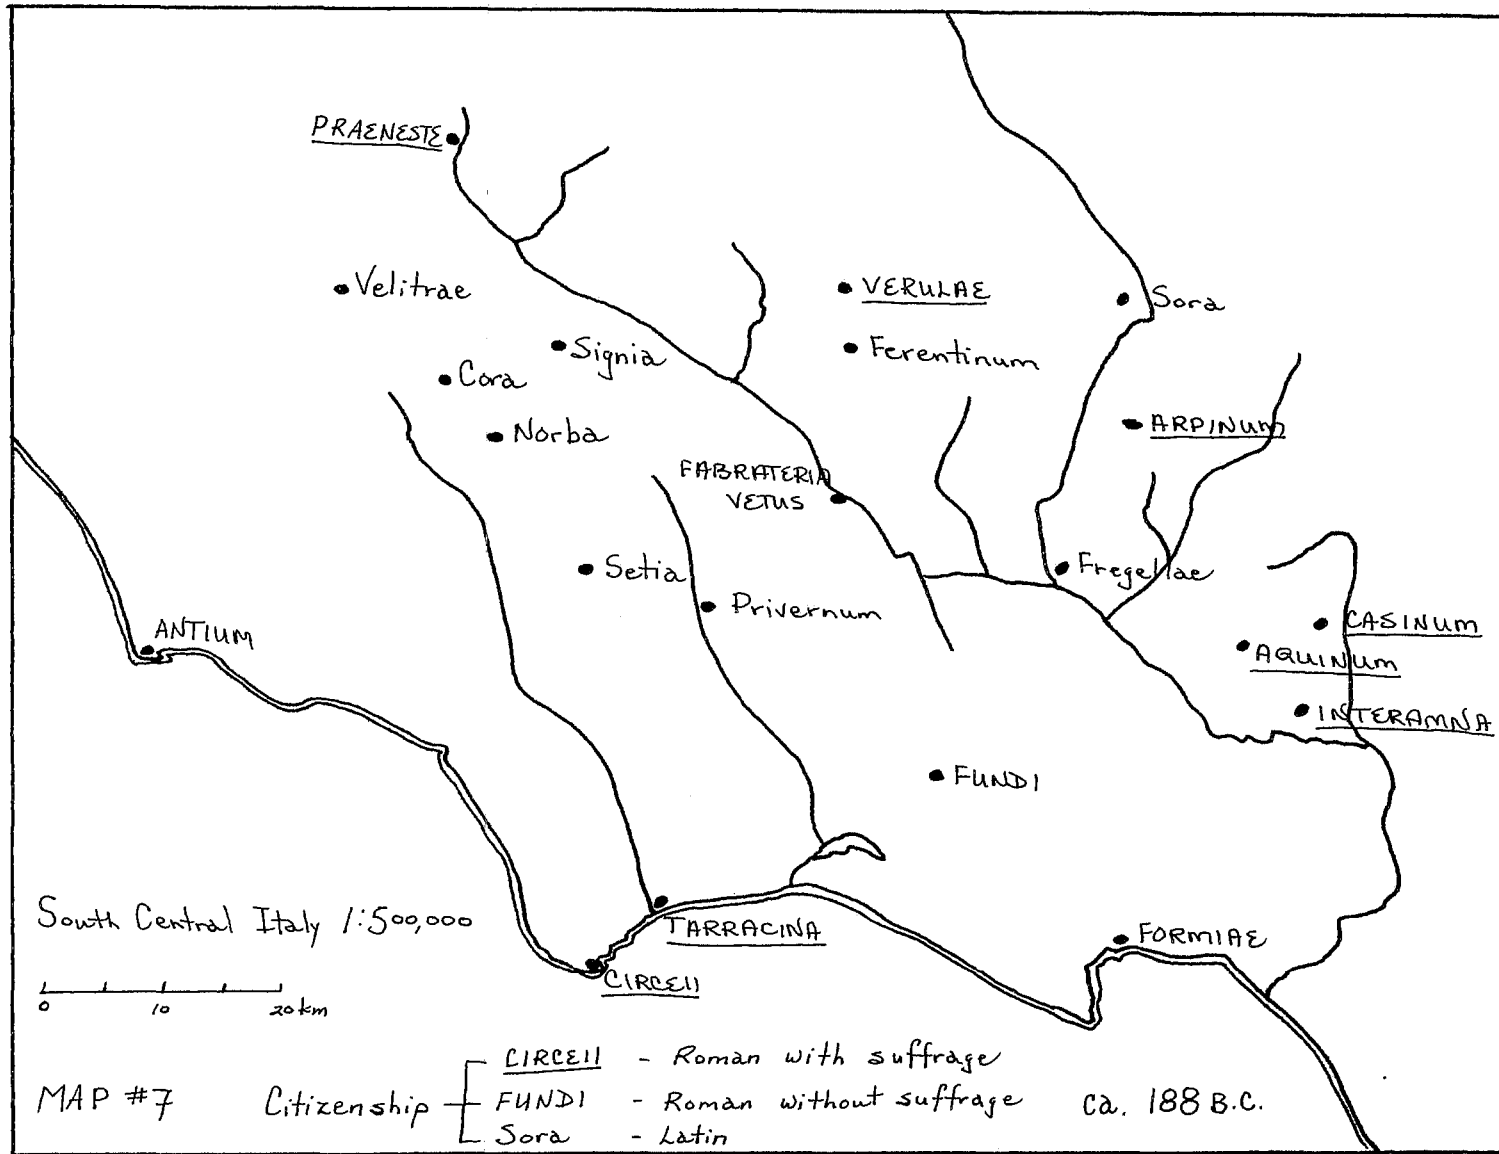 PRAENESTE
Velitrae
VERULAE
Sora
Signia
Ferentinum
Cora
ARPINUM
Norba
FABRATERIA
VETUS
Setia
Fregellae
Privernum
ANTIUM
CASINUM
AQUINUM
INTERAMNA
FUNDI
South Central Italy 1:500,000
TARRACINA
FORMIAE
CIRCEII
0 10 20 km
CIRCEII - Roman with suffrage
MAP #7 Citizenship FUNDI - Roman without suffrage ca. 188 B.C.
Sora - Latin